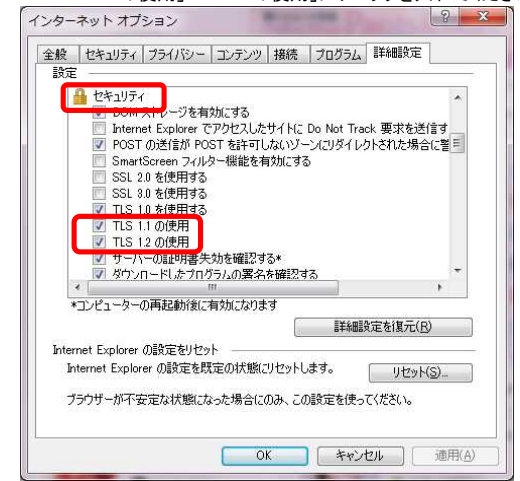 インターネット オプション
全般 セキュリティ プライバシー コンテンツ 接続 プログラム 詳細設定
設定
セキュリティ
DOM ストレージを有効にする
Internet Explorer でアクセスしたサイトに Do Not Track 要求を送信す
POST の送信が POST を許可しないゾーンにリダイレクトされた場合に警
SmartScreen フィルター機能を有効にする
SSL 2.0 を使用する
SSL 3.0 を使用する
TLS 1.0 を使用する
TLS 1.1 の使用
TLS 1.2 の使用
サーバーの証明書失効を確認する*
ダウンロードしたプログラムの署名を確認する
*コンピューターの再起動後に有効になります
詳細設定を復元(R)
Internet Explorer の設定をリセット
Internet Explorer の設定を既定の状態にリセットします。
リセット(S)...
ブラウザーが不安定な状態になった場合にのみ、この設定を使ってください。
OK キャンセル 適用(A)